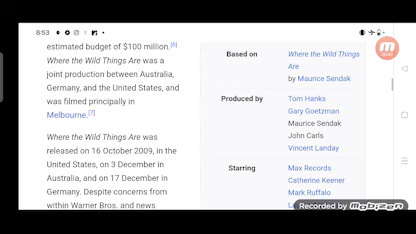 8:53
estimated budget of $100 million.[6]
Where the Wild Things Are was a
joint production between Australia,
Germany, and the United States, and
was filmed principally in
Melbourne.[7]
Where the Wild Things Are was
released on 16 October 2009, in the
United States, on 3 December in
Australia, and on 17 December in
Germany. Despite concerns from
within Warner Bros. and news
Based on
Where the Wild Things
Are
by Maurice Sendak
Produced by
Tom Hanks
Gary Goetzman
Maurice Sendak
John Carls
Vincent Landay
Starring
Max Records
Catherine Keener
Mark Ruffalo
Recorded by Mobizen